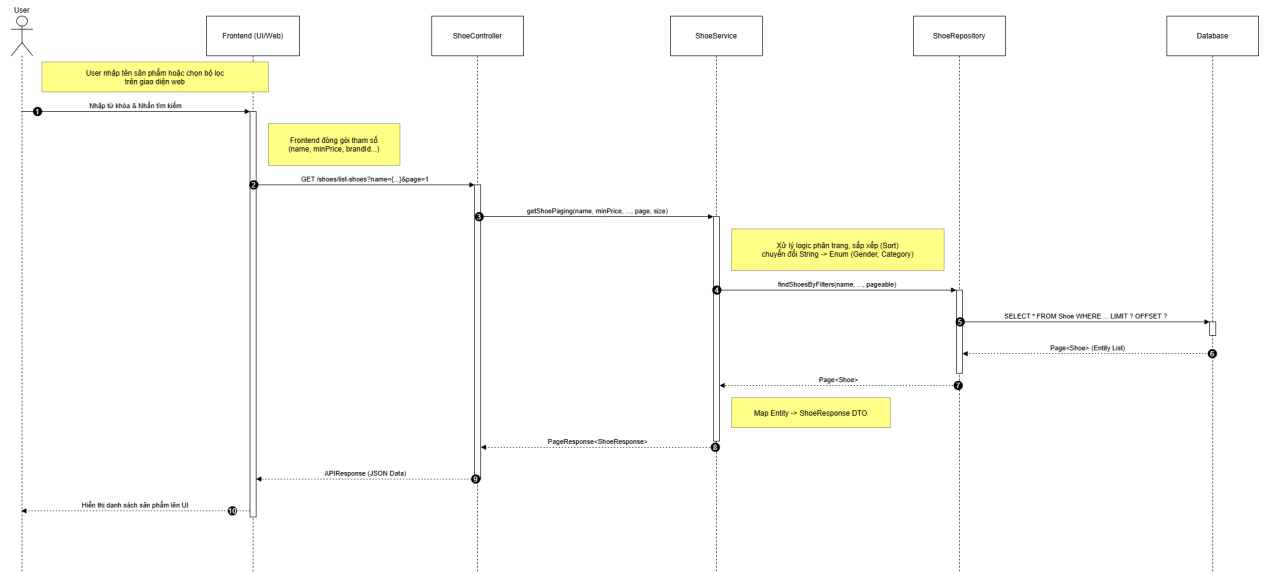 User
Frontend (UI/Web)
ShoeController
ShoeService
ShoeRepository
Database
User nhập tên sản phẩm hoặc chọn bộ lọc
trên giao diện web
1
Nhập từ khóa & Nhấn tìm kiếm
Frontend đóng gói tham số
(name, minPrice, brandId...)
2
GET /shoes/list-shoes?name={...}&page=1
3
getShoePaging(name, minPrice, ..., page, size)
Xử lý logic phân trang, sắp xếp (Sort)
chuyển đổi String -> Enum (Gender, Category)
4
findShoesByFilters(name, ..., pageable)
5
SELECT * FROM Shoe WHERE ... LIMIT ? OFFSET ?
Page<Shoe> (Entity List)
6
Page<Shoe>
7
Map Entity -> ShoeResponse DTO
PageResponse<ShoeResponse>
8
APIResponse (JSON Data)
9
Hiển thị danh sách sản phẩm lên UI
10